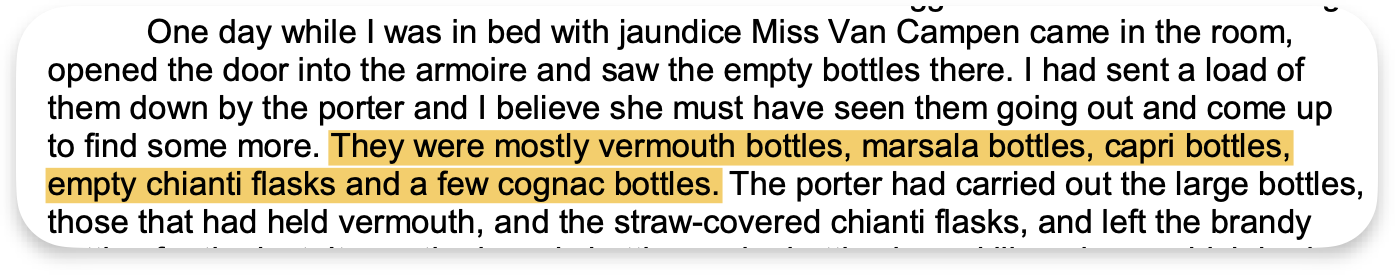 One day while I was in bed with jaundice Miss Van Campen came in the room,
opened the door into the armoire and saw the empty bottles there. I had sent a load of
them down by the porter and I believe she must have seen them going out and come up
to find some more. They were mostly vermouth bottles, marsala bottles, capri bottles,
empty chianti flasks and a few cognac bottles. The porter had carried out the large bottles,
those that had held vermouth, and the straw-covered chianti flasks, and left the brandy